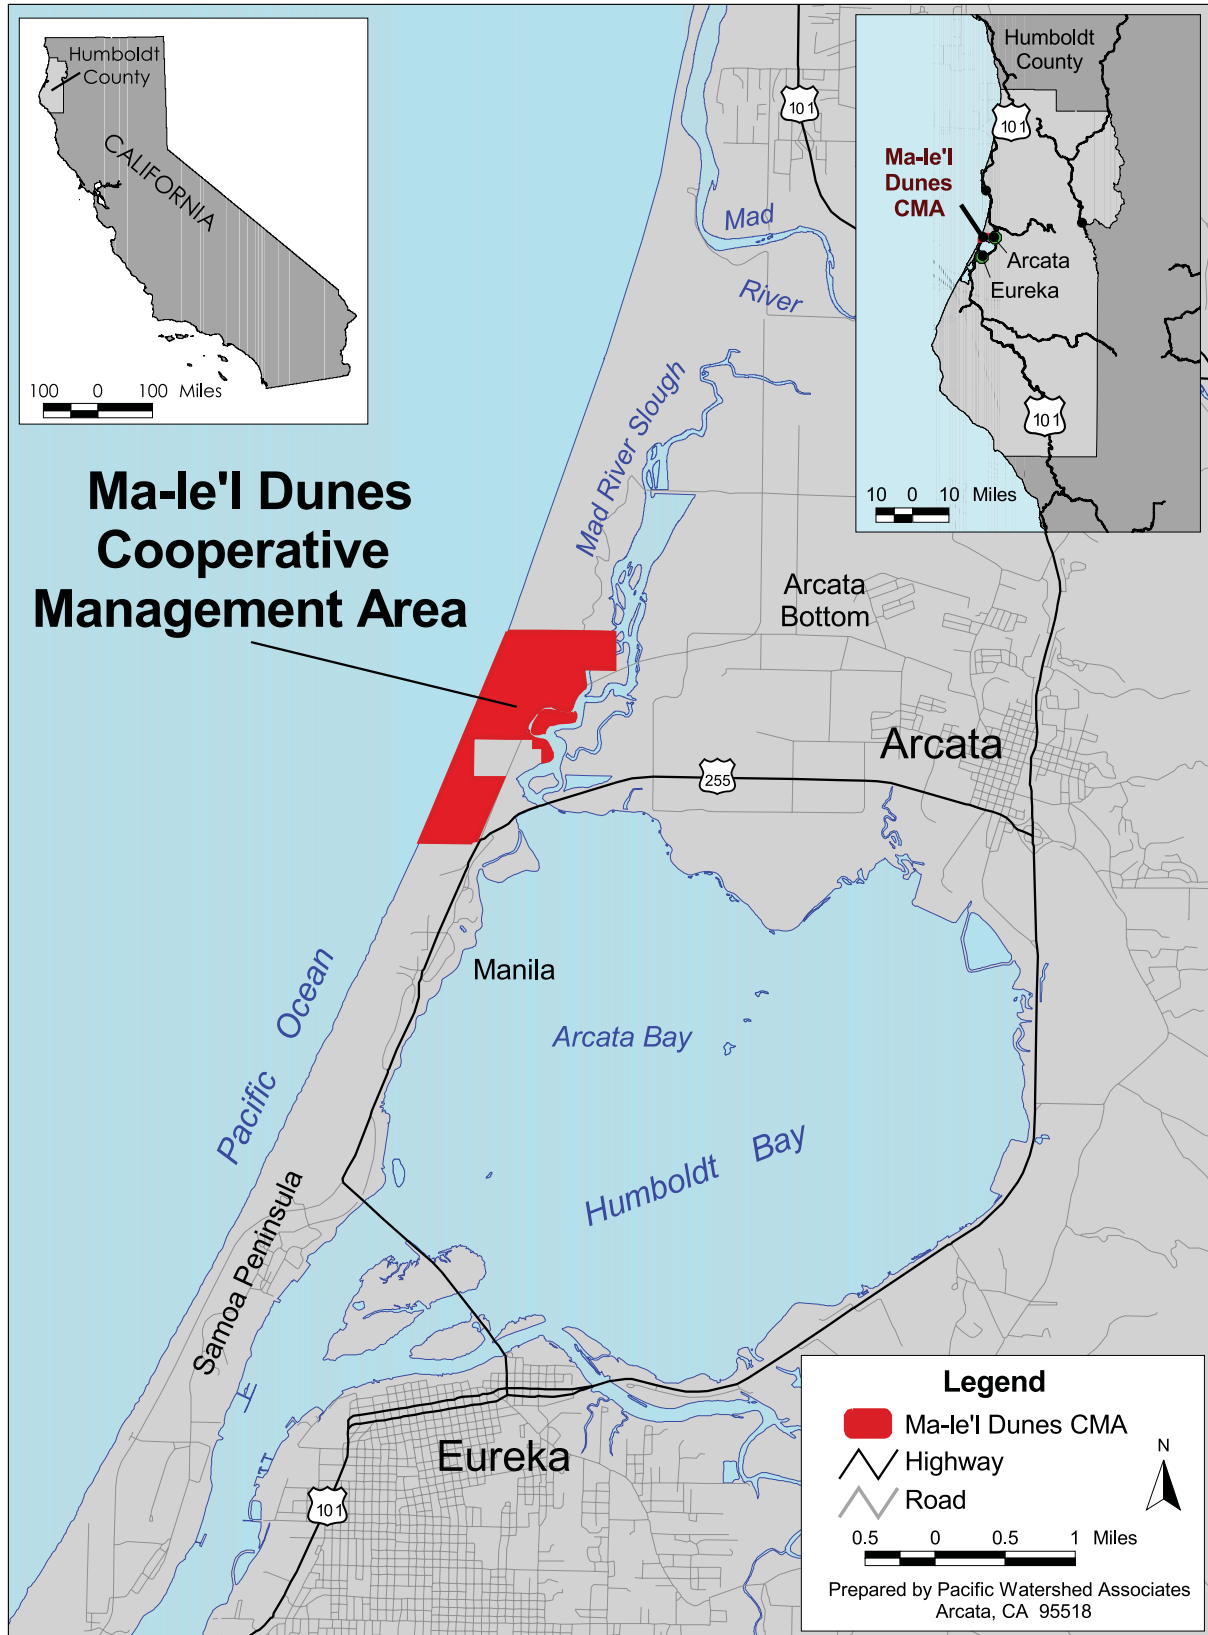 Humboldt
County
CALIFORNIA
100 0 100 Miles
Humboldt
County
101
Ma-le'l
Dunes
CMA
Arcata
Eureka
101
10 0 10 Miles
101
Mad
River
Mad River Slough
Ma-le'l Dunes
Cooperative
Management Area
Arcata
Bottom
Arcata
255
Manila
Arcata Bay
Pacific Ocean
Humboldt Bay
Samoa Peninsula
Eureka
101
Legend
Ma-le'l Dunes CMA
Highway
Road
N
0.5 0 0.5 1 Miles
Prepared by Pacific Watershed Associates
Arcata, CA 95518